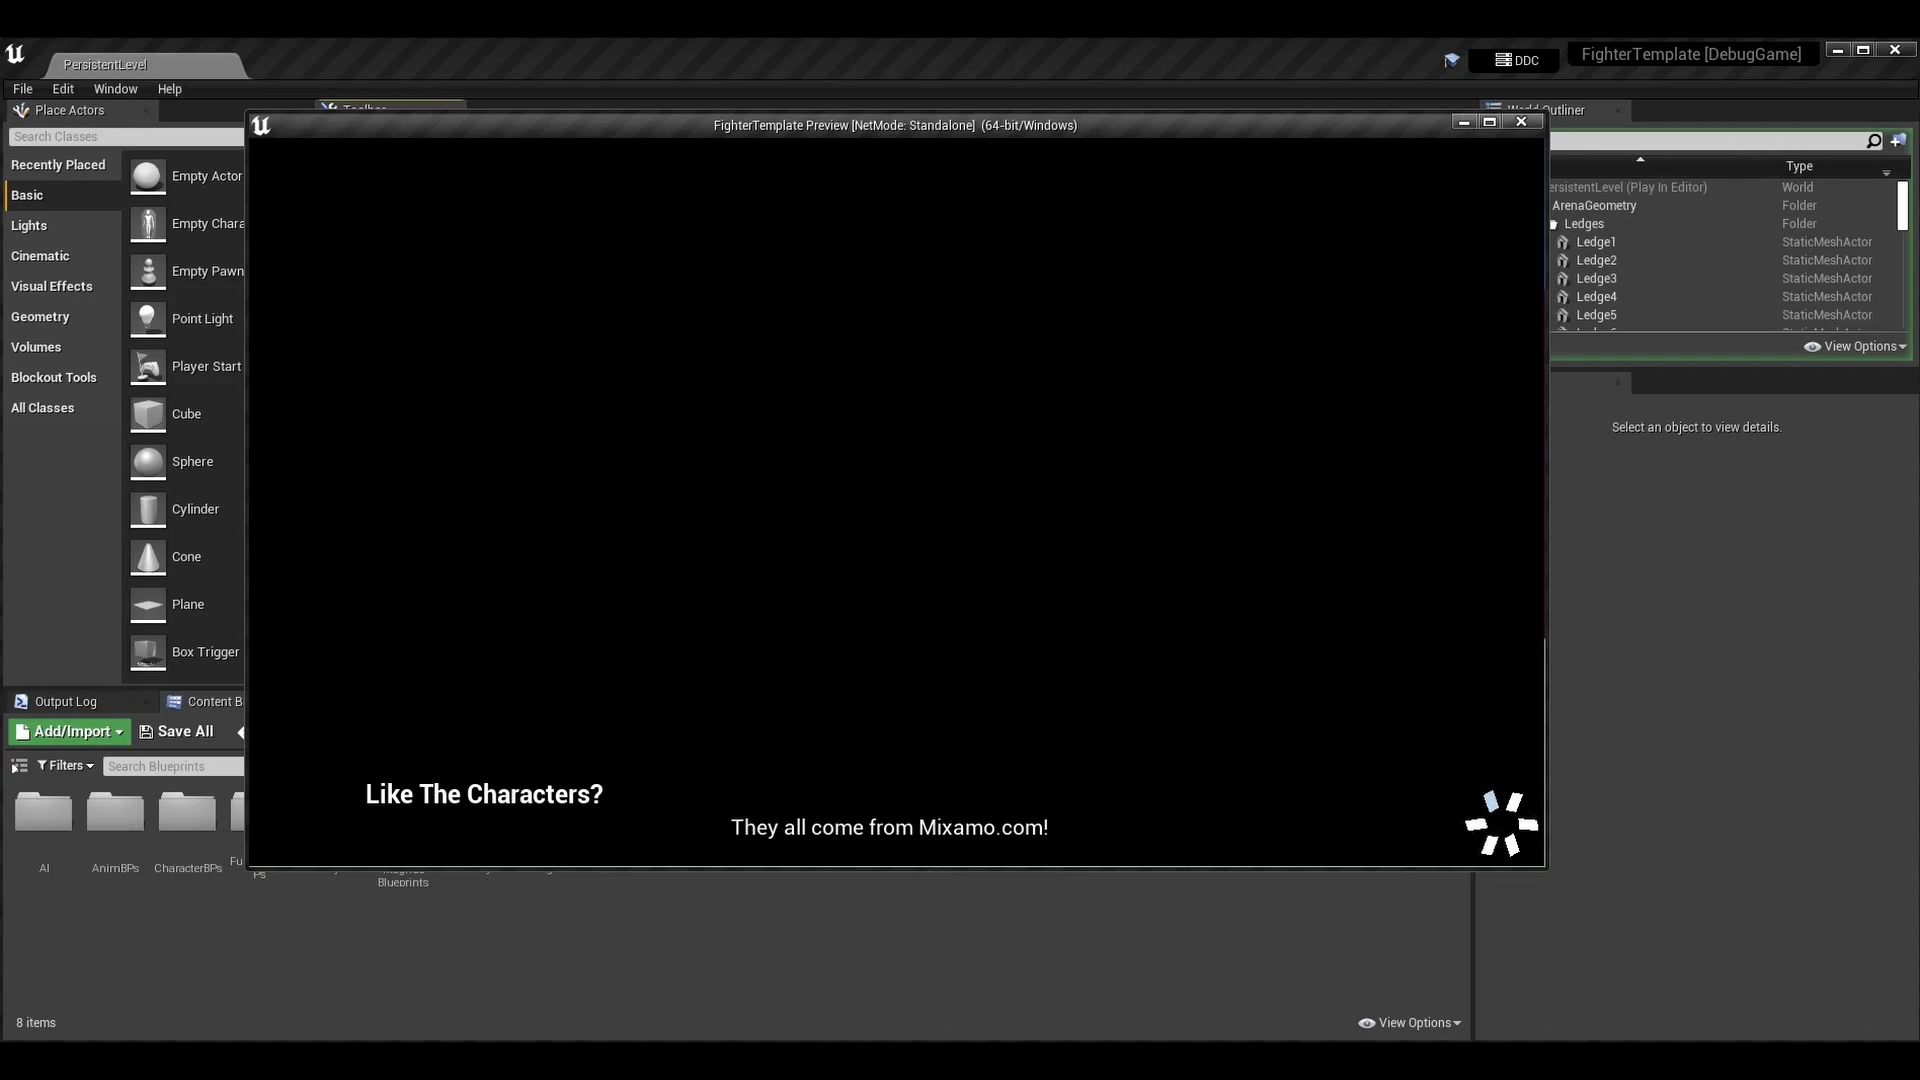 PersistentLevel
DDC
FighterTemplate [DebugGame]
File Edit Window Help
Place Actors
Toolbar
World Outliner
FighterTemplate Preview [NetMode: Standalone] (64-bit/Windows)
Search Classes
Recently Placed
Basic
Lights
Cinematic
Visual Effects
Geometry
Volumes
Blockout Tools
All Classes
Empty Actor
Empty Chara
Empty Pawn
Point Light
Player Start
Cube
Sphere
Cylinder
Cone
Plane
Box Trigger
Type
ersistentLevel (Play In Editor) World
ArenaGeometry Folder
Ledges Folder
Ledge1 StaticMeshActor
Ledge2 StaticMeshActor
Ledge3 StaticMeshActor
Ledge4 StaticMeshActor
Ledge5 StaticMeshActor
View Options
Select an object to view details.
Like The Characters?
They all come from Mixamo.com!
Output Log
Content B
Add/Import
Save All
Filters
Search Blueprints
AI
AnimBPs
CharacterBPs
Fu
Ps
Blueprints
8 items
View Options